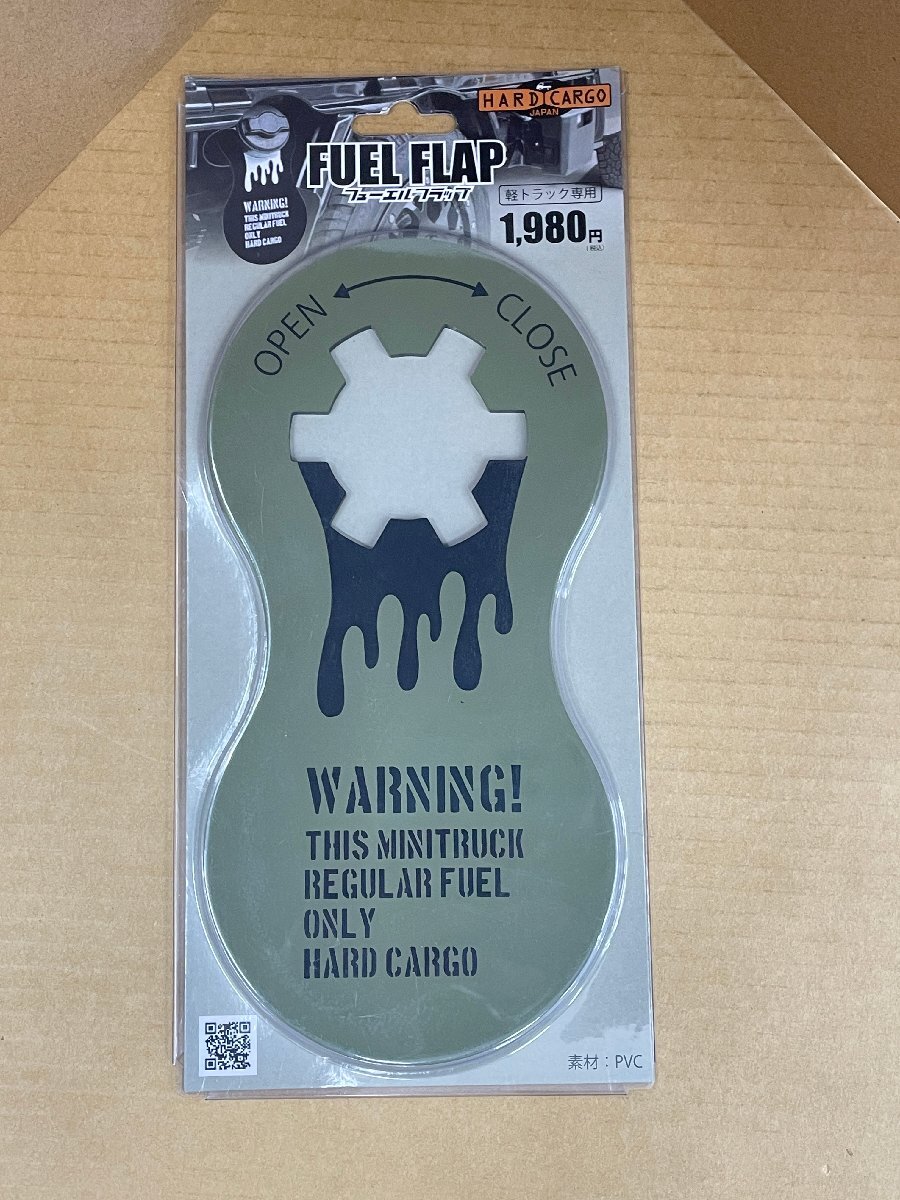 HARD CARGO
JAPAN
FUEL FLAP
フューエルフラップ
軽トラック専用
1,980円
(税込)
WARNING!
THIS MINITRUCK
REGULAR FUEL
ONLY
HARD CARGO
OPEN
CLOSE
WARNING!
THIS MINITRUCK
REGULAR FUEL
ONLY
HARD CARGO
素材：PVC